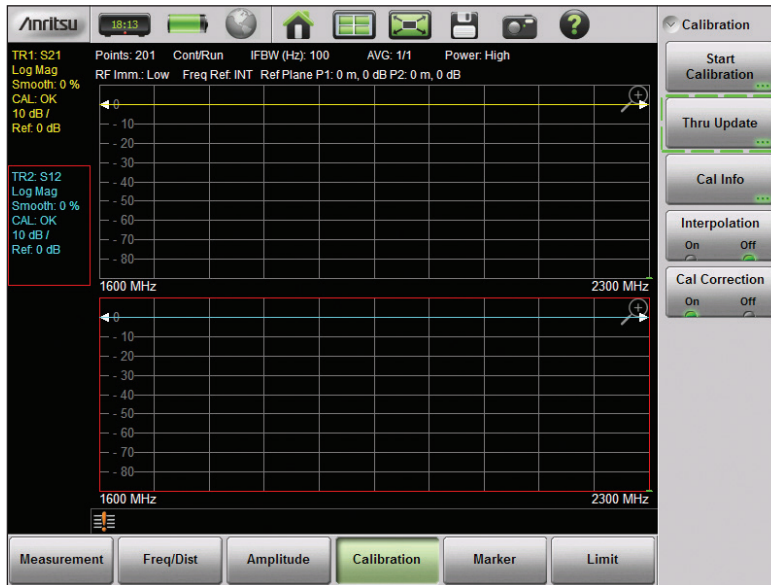 Anritsu
18:13
?
TR1: S21
Log Mag
Smooth: 0 %
CAL: OK
10 dB /
Ref: 0 dB
TR2: S12
Log Mag
Smooth: 0 %
CAL: OK
10 dB /
Ref: 0 dB
Points: 201 Cont/Run IFBW (Hz): 100 AVG: 1/1 Power: High
RF Imm.: Low Freq Ref: INT Ref Plane P1: 0 m, 0 dB P2: 0 m, 0 dB
0
- 10
- 20
- 30
- 40
- 50
- 60
- 70
- 80
1600 MHz 2300 MHz
0
- 10
- 20
- 30
- 40
- 50
- 60
- 70
- 80
1600 MHz 2300 MHz
Calibration
Start
Calibration
Thru Update
Cal Info
Interpolation
On Off
Cal Correction
On Off
Measurement Freq/Dist Amplitude Calibration Marker Limit